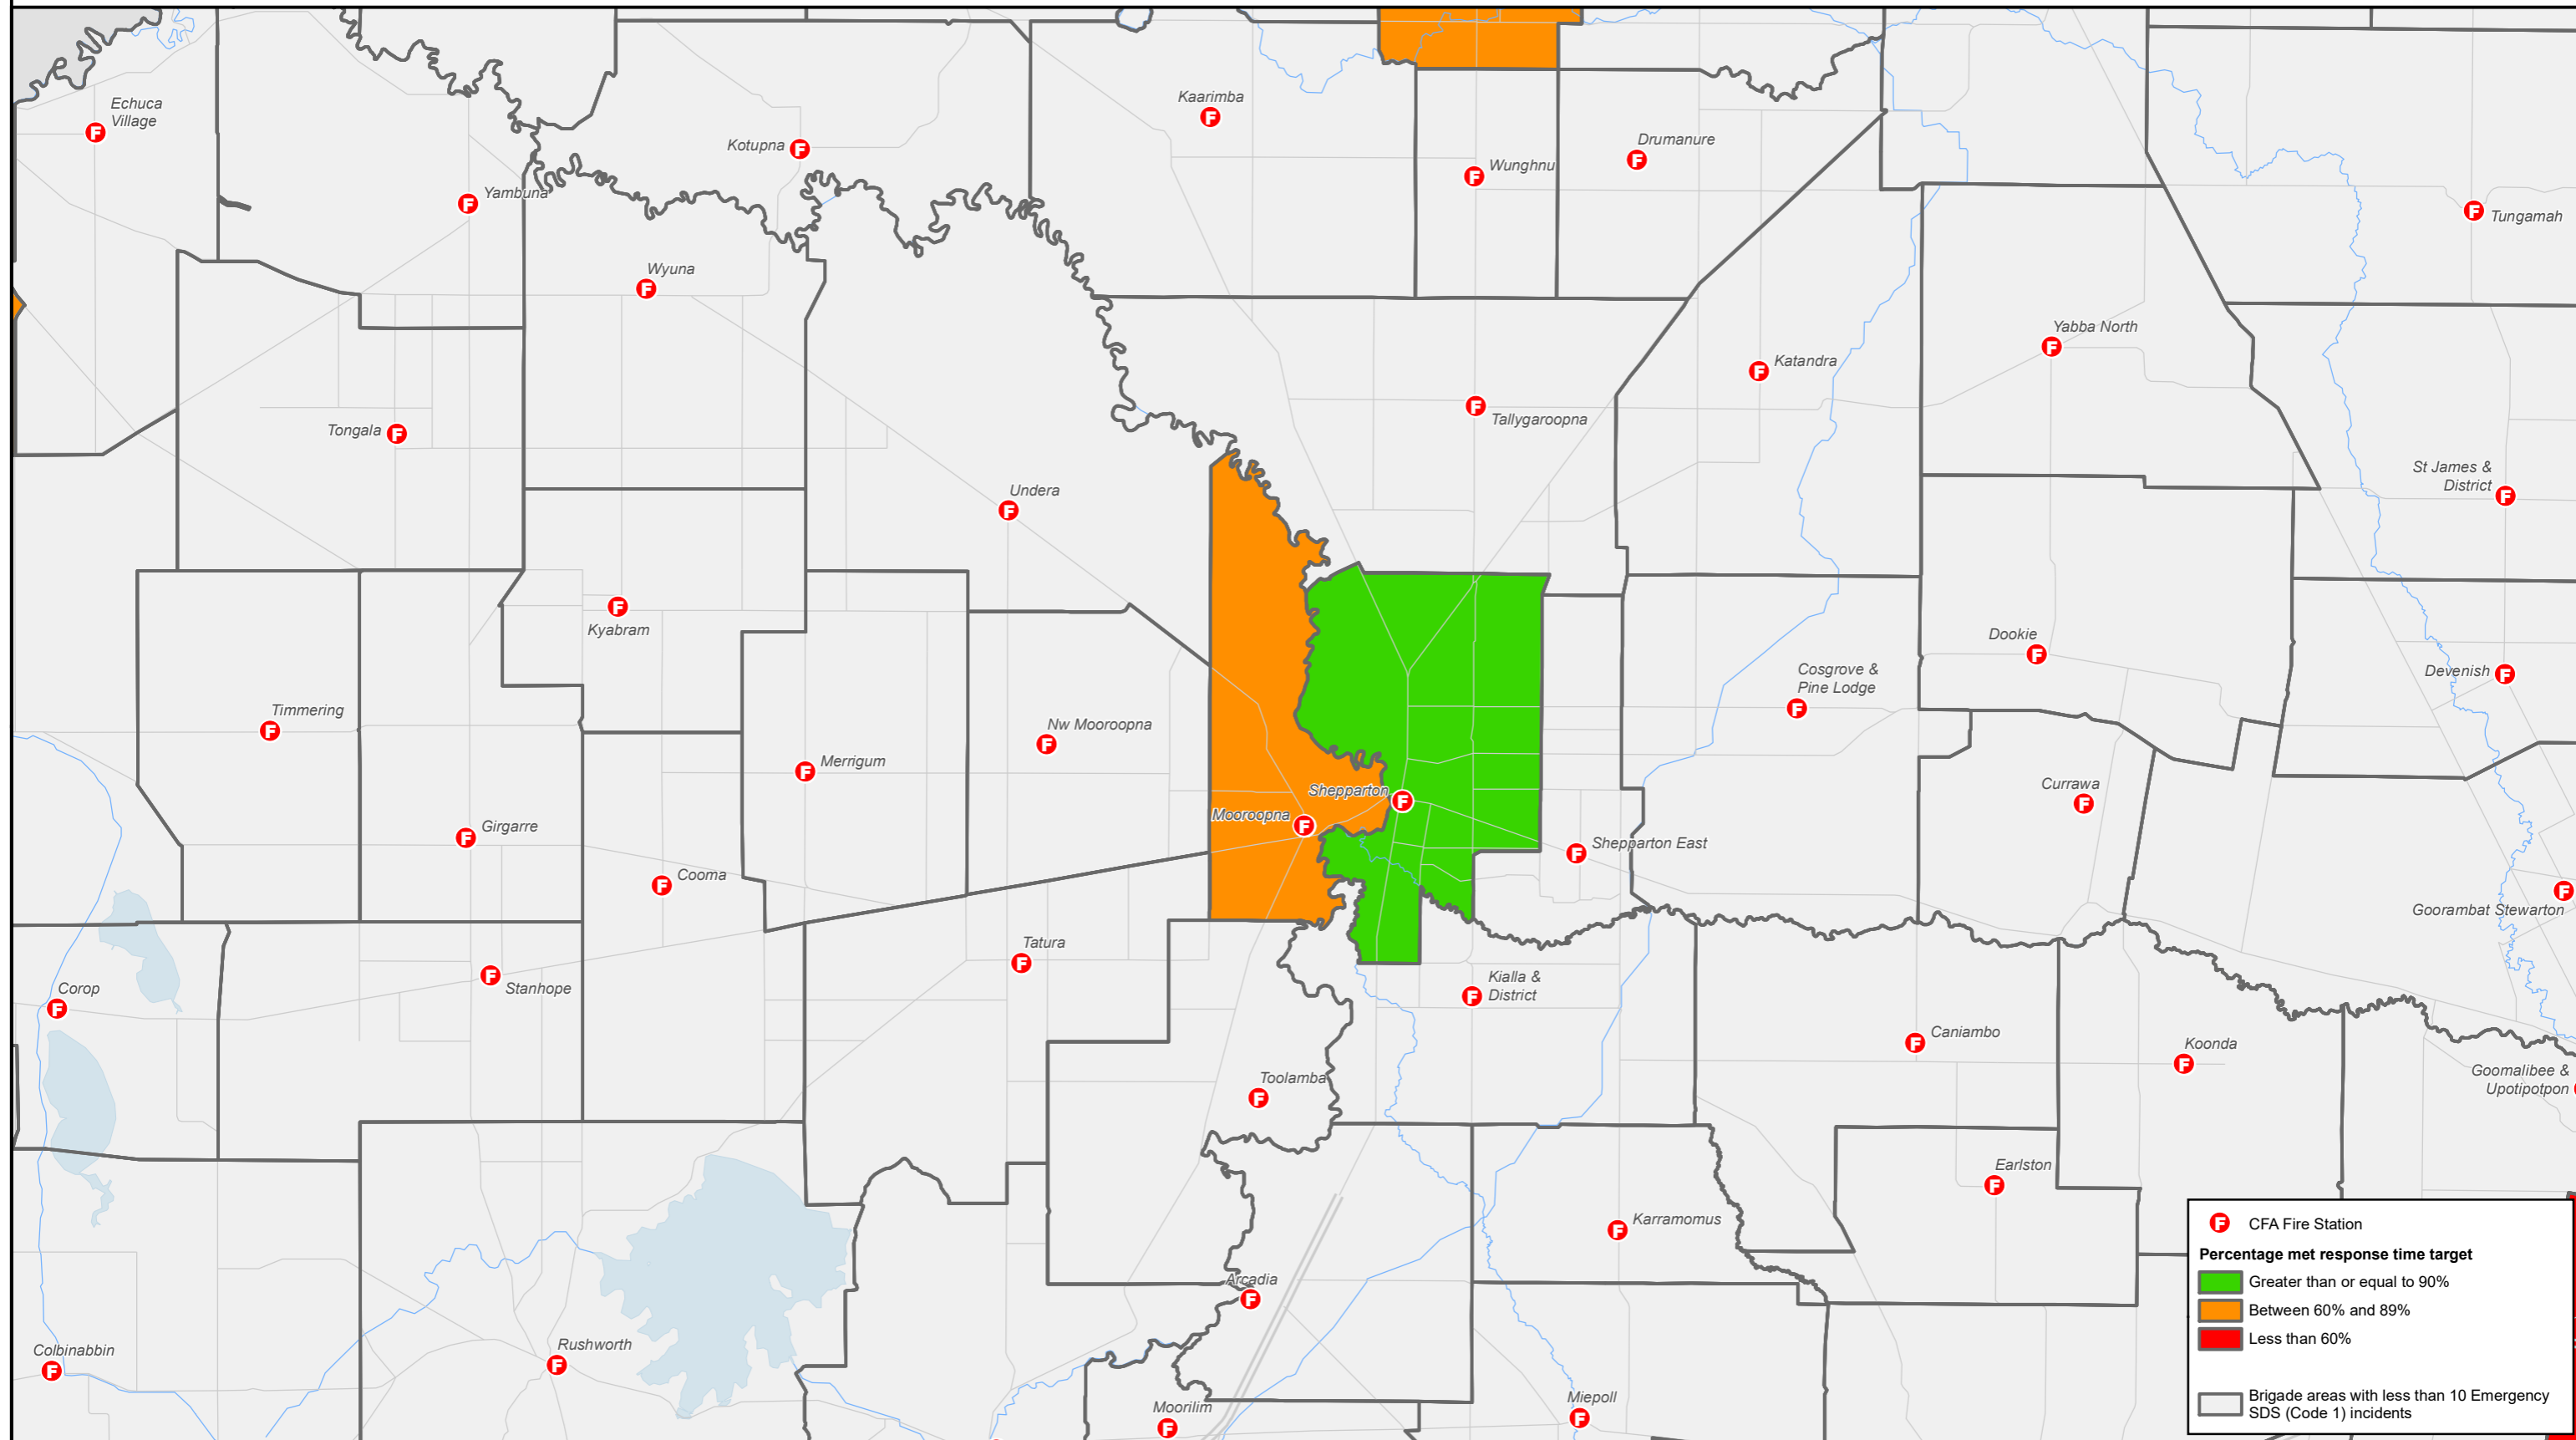 Echuca
Village
Kaarimba
Kotupna
Drumanure
Wunghnu
Yambuna
Tungamah
Wyuna
Yabba North
Katandra
Tallygaroopna
Tongala
St James &
District
Undera
Kyabram
Dookie
Cosgrove &
Pine Lodge
Devenish
Timmering
Nw Mooroopna
Merrigum
Shepparton
Currawa
Mooroopna
Girgarre
Shepparton East
Cooma
Goorambat Stewarton
Tatura
Kialla &
District
Stanhope
Corop
Caniambo
Koonda
Goomalibee &
Upotipotpon
Toolamba
Earlston
Karramomus
Arcadia
Rushworth
Colbinabbin
Miepoll
Moorilim
F CFA Fire Station
Percentage met response time target
Greater than or equal to 90%
Between 60% and 89%
Less than 60%
Brigade areas with less than 10 Emergency
SDS (Code 1) incidents